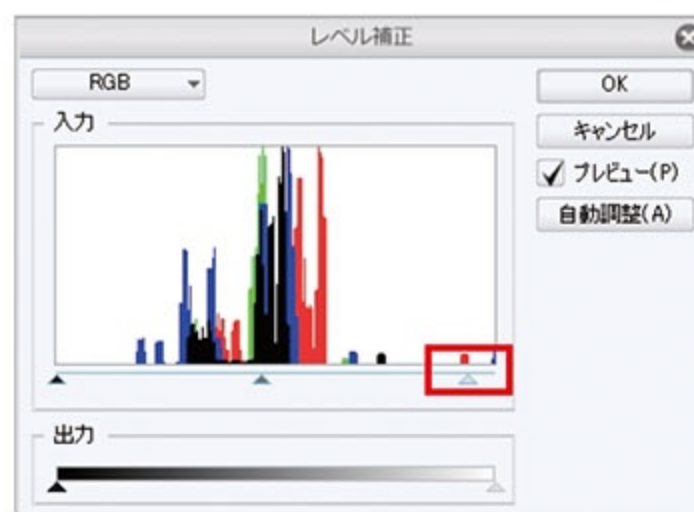 レベル補正
RGB
入力
出力
OK
キャンセル
プレビュー(P)
自動調整(A)